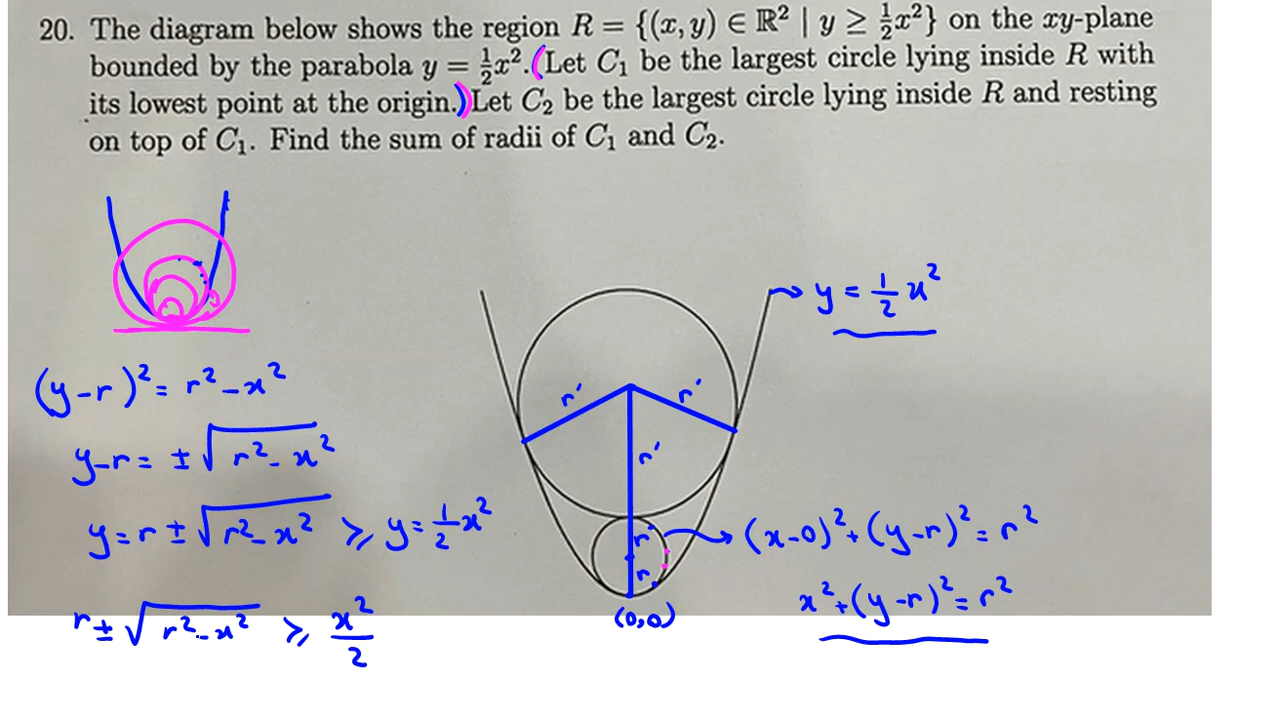 20. The diagram below shows the region R = {(x, y) ∈ ℝ² | y ≥ ½x²} on the xy-plane
bounded by the parabola y = ½x². (Let C₁ be the largest circle lying inside R with
its lowest point at the origin.) Let C₂ be the largest circle lying inside R and resting
on top of C₁. Find the sum of radii of C₁ and C₂.
y = ½x²
(y-r)² = r² - x²
r' r'
y-r = ± √(r² - x²)
r'
y = r ± √(r² - x²) ≥ y = ½x²
r
(x-0)² + (y-r)² = r²
r
x² + (y-r)² = r²
(0,0)
r ± √(r² - x²) ≥ x²/2